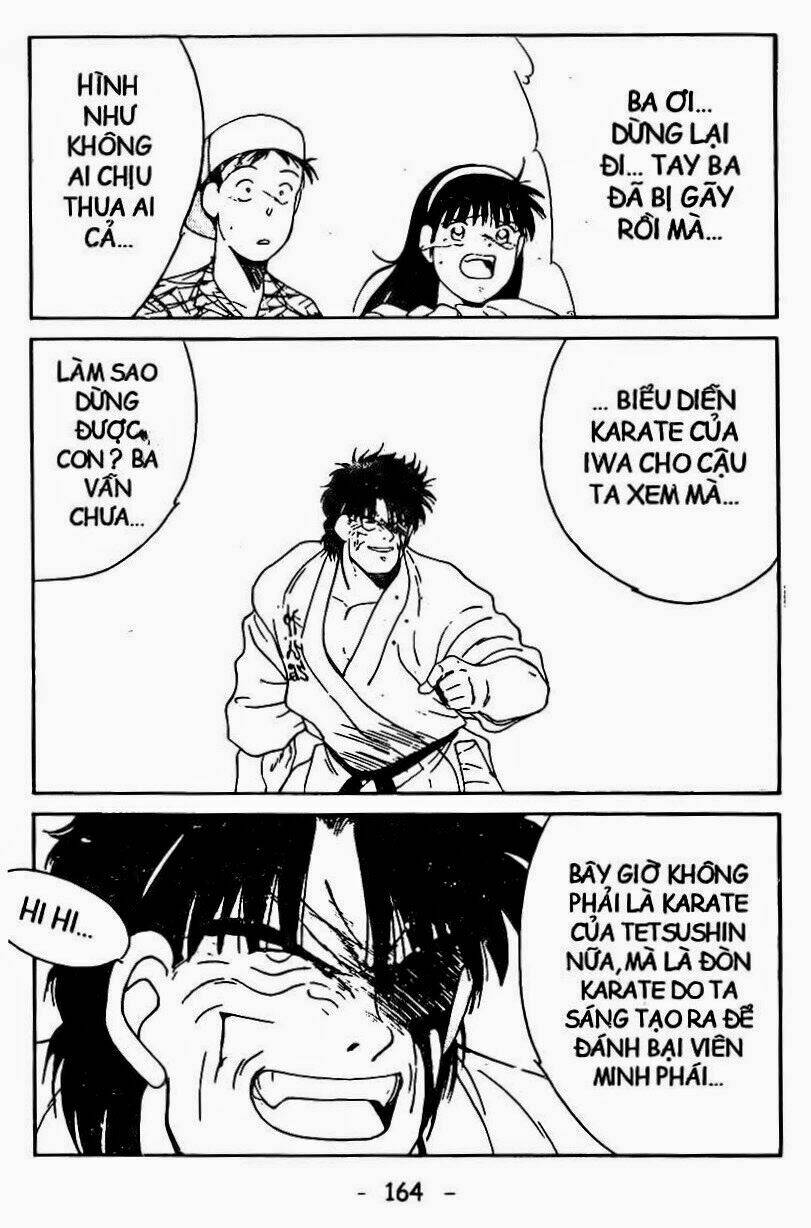 HÌNH
NHƯ
KHÔNG
AI CHỊU
THUA AI
CẢ...
BA ƠI...
DỪNG LẠI
ĐI... TAY BA
ĐÃ BỊ GÃY
RỒI MÀ...
LÀM SAO
DỪNG
ĐƯỢC,
CON? BA
VẪN
CHƯA...
... BIỂU DIỄN
KARATE CỦA
IWA CHO CẬU
TA XEM MÀ...
HI HI...
BÂY GIỜ KHÔNG
PHẢI LÀ KARATE
CỦA TETSUSHIN
NỮA, MÀ LÀ ĐÒN
KARATE DO TA
SÁNG TẠO RA ĐỂ
ĐÁNH BẠI VIÊN
MINH PHÁI...
- 164 -